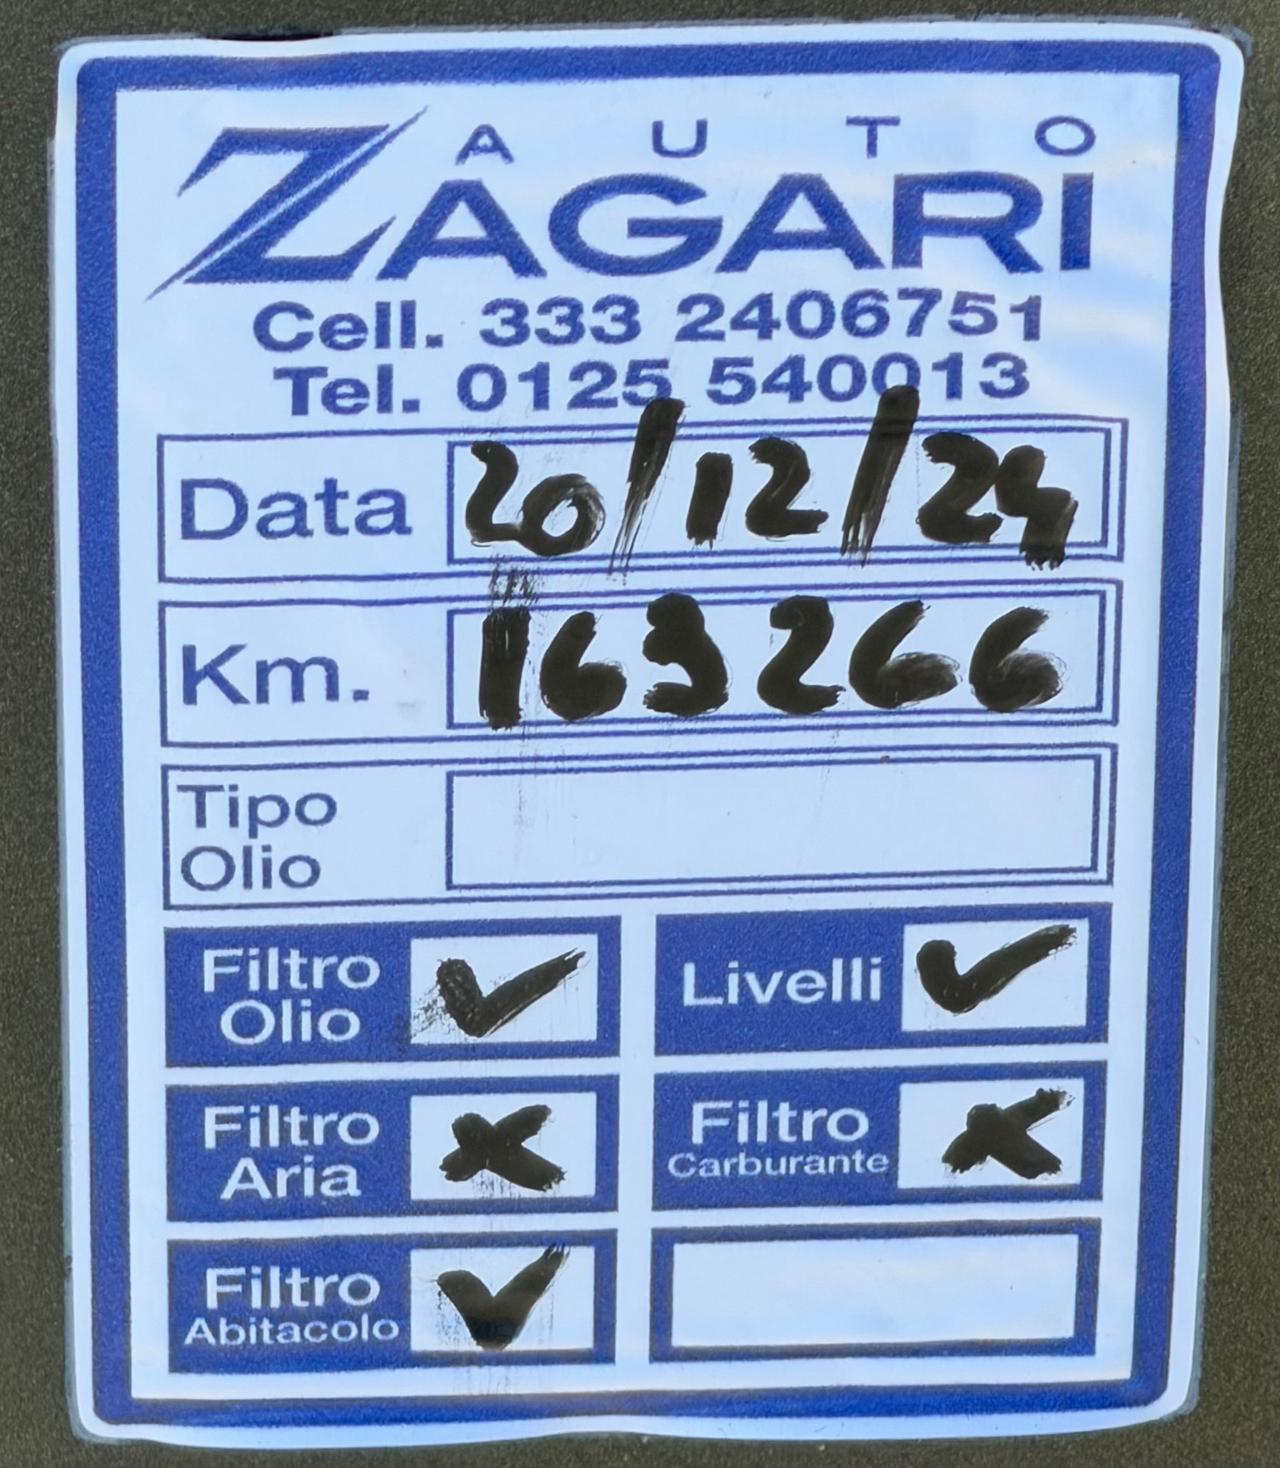 AUTO
ZAGARI
Cell. 333 2406751
Tel. 0125 540013
Data 20/12/24
Km. 163266
Tipo
Olio
Filtro
Olio
Livelli
Filtro
Aria
Filtro
Carburante
Filtro
Abitacolo